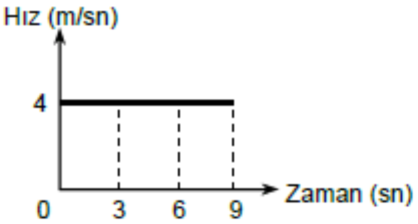 Hız (m/sn)
4
0 3 6 9 Zaman (sn)